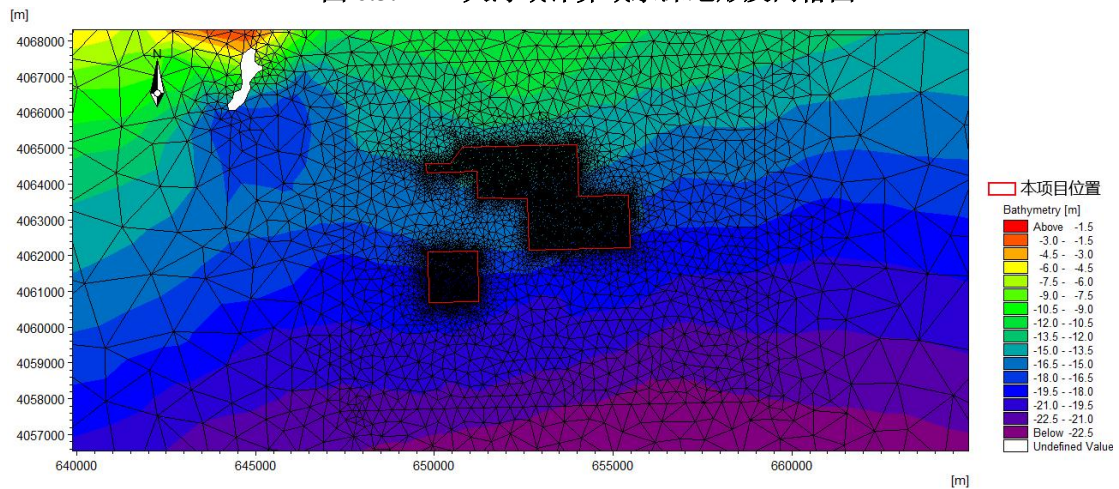 [m]
4068000
4067000
4066000
4065000
4064000
4063000
4062000
4061000
4060000
4059000
4058000
4057000
N
640000
645000
650000
655000
660000
[m]
本项目位置
Bathymetry [m]
Above -1.5
-3.0 - -1.5
-4.5 - -3.0
-6.0 - -4.5
-7.5 - -6.0
-9.0 - -7.5
-10.5 - -9.0
-12.0 - -10.5
-13.5 - -12.0
-15.0 - -13.5
-16.5 - -15.0
-18.0 - -16.5
-19.5 - -18.0
-21.0 - -19.5
-22.5 - -21.0
Below -22.5
Undefined Value